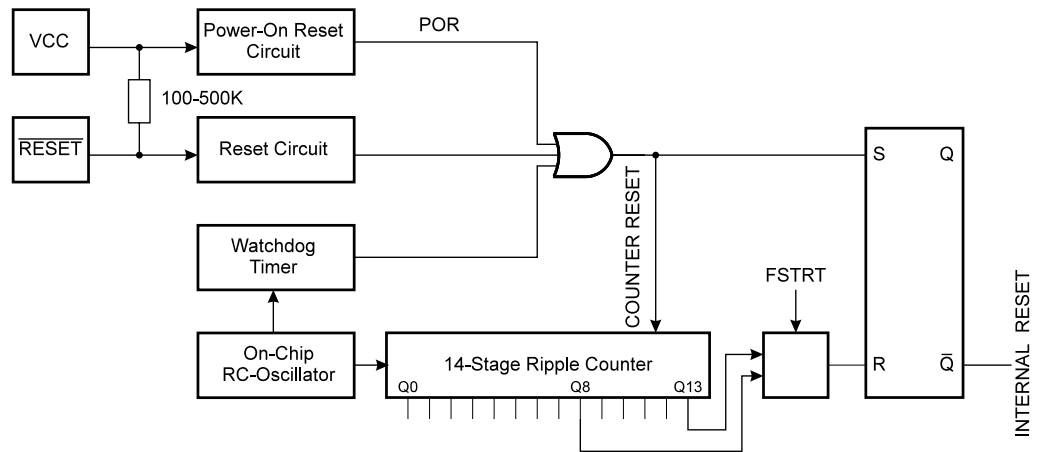 VCC
Power-On Reset
Circuit
POR
100-500K
RESET
Reset Circuit
S
Q
COUNTER RESET
Watchdog
Timer
FSTRT
On-Chip
RC-Oscillator
14-Stage Ripple Counter
Q0
Q8
Q13
R
Q̅
INTERNAL RESET